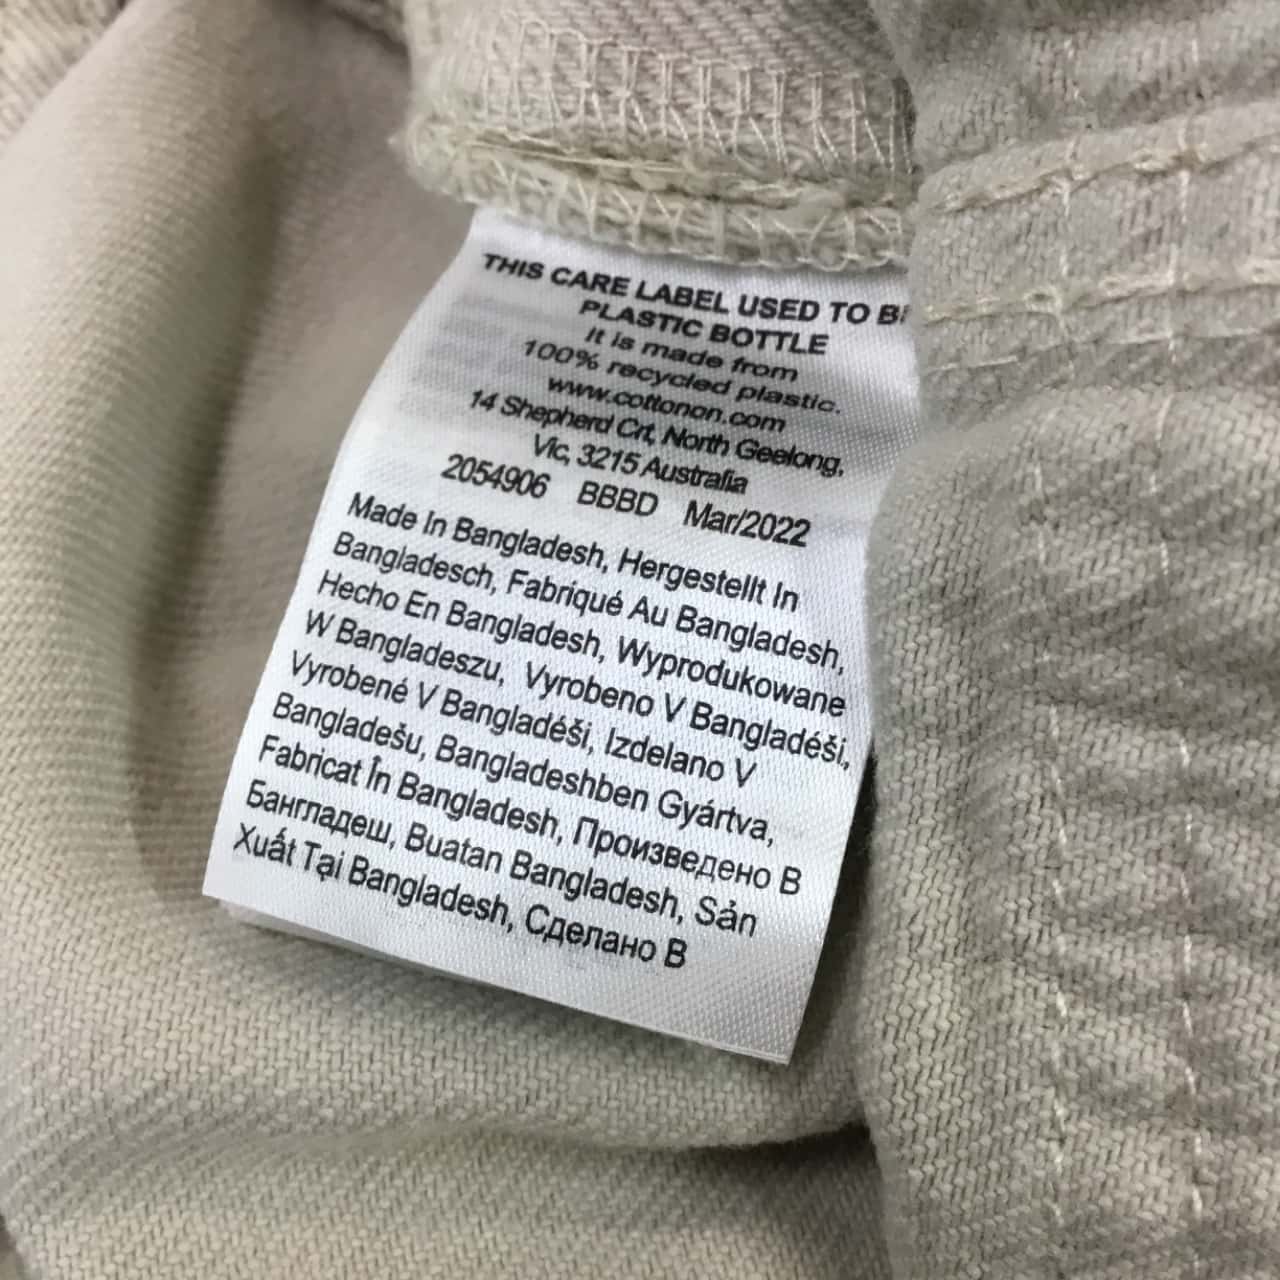 THIS CARE LABEL USED TO BE
PLASTIC BOTTLE
It is made from
100% recycled plastic.
www.cottonon.com
14 Shepherd Crt, North Geelong,
Vic, 3215 Australia
2054906 BBBD Mar/2022
Made In Bangladesh, Hergestellt In
Bangladesch, Fabriqué Au Bangladesh,
Hecho En Bangladesh, Wyprodukowane
W Bangladeszu, Vyrobeno V Bangladéši,
Vyrobené V Bangladéši, Izdelano V
Bangladešu, Bangladeshben Gyártva,
Fabricat În Bangladesh, Произведено В
Бангладеш, Buatan Bangladesh, Sản
Xuất Tại Bangladesh, Сделано В